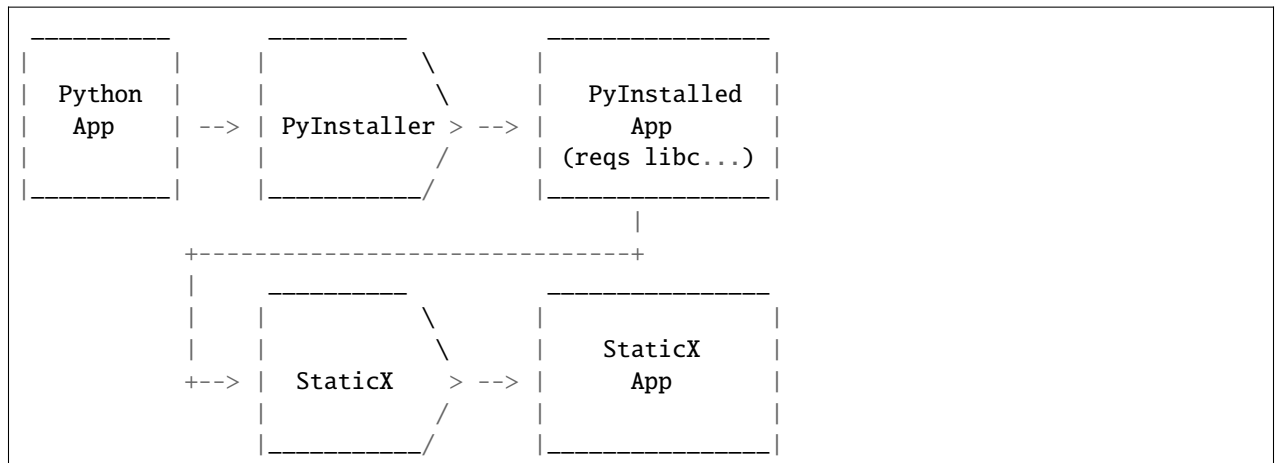 Python PyInstalled
App --> PyInstaller > --> App
(reqs libc...)
StaticX
+--> StaticX > --> App